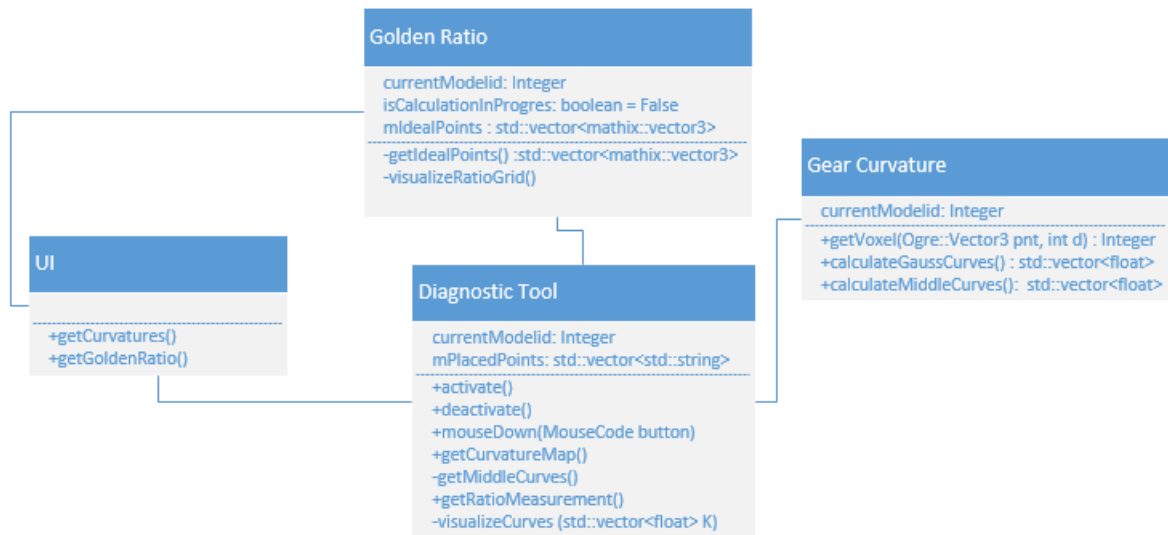 Golden Ratio
currentModelid: Integer
isCalculationInProgres: boolean = False
mIdealPoints : std::vector<mathix::vector3>
-getIdealPoints() :std::vector<mathix::vector3>
-visualizeRatioGrid()
Gear Curvature
currentModelid: Integer
+getVoxel(Ogre::Vector3 pnt, int d) : Integer
+calculateGaussCurves() : std::vector<float>
+calculateMiddleCurves(): std::vector<float>
UI
+getCurvatures()
+getGoldenRatio()
Diagnostic Tool
currentModelid: Integer
mPlacedPoints: std::vector<std::string>
+activate()
+deactivate()
+mouseDown(MouseCode button)
+getCurvatureMap()
-getMiddleCurves()
+getRatioMeasurement()
-visualizeCurves (std::vector<float> K)